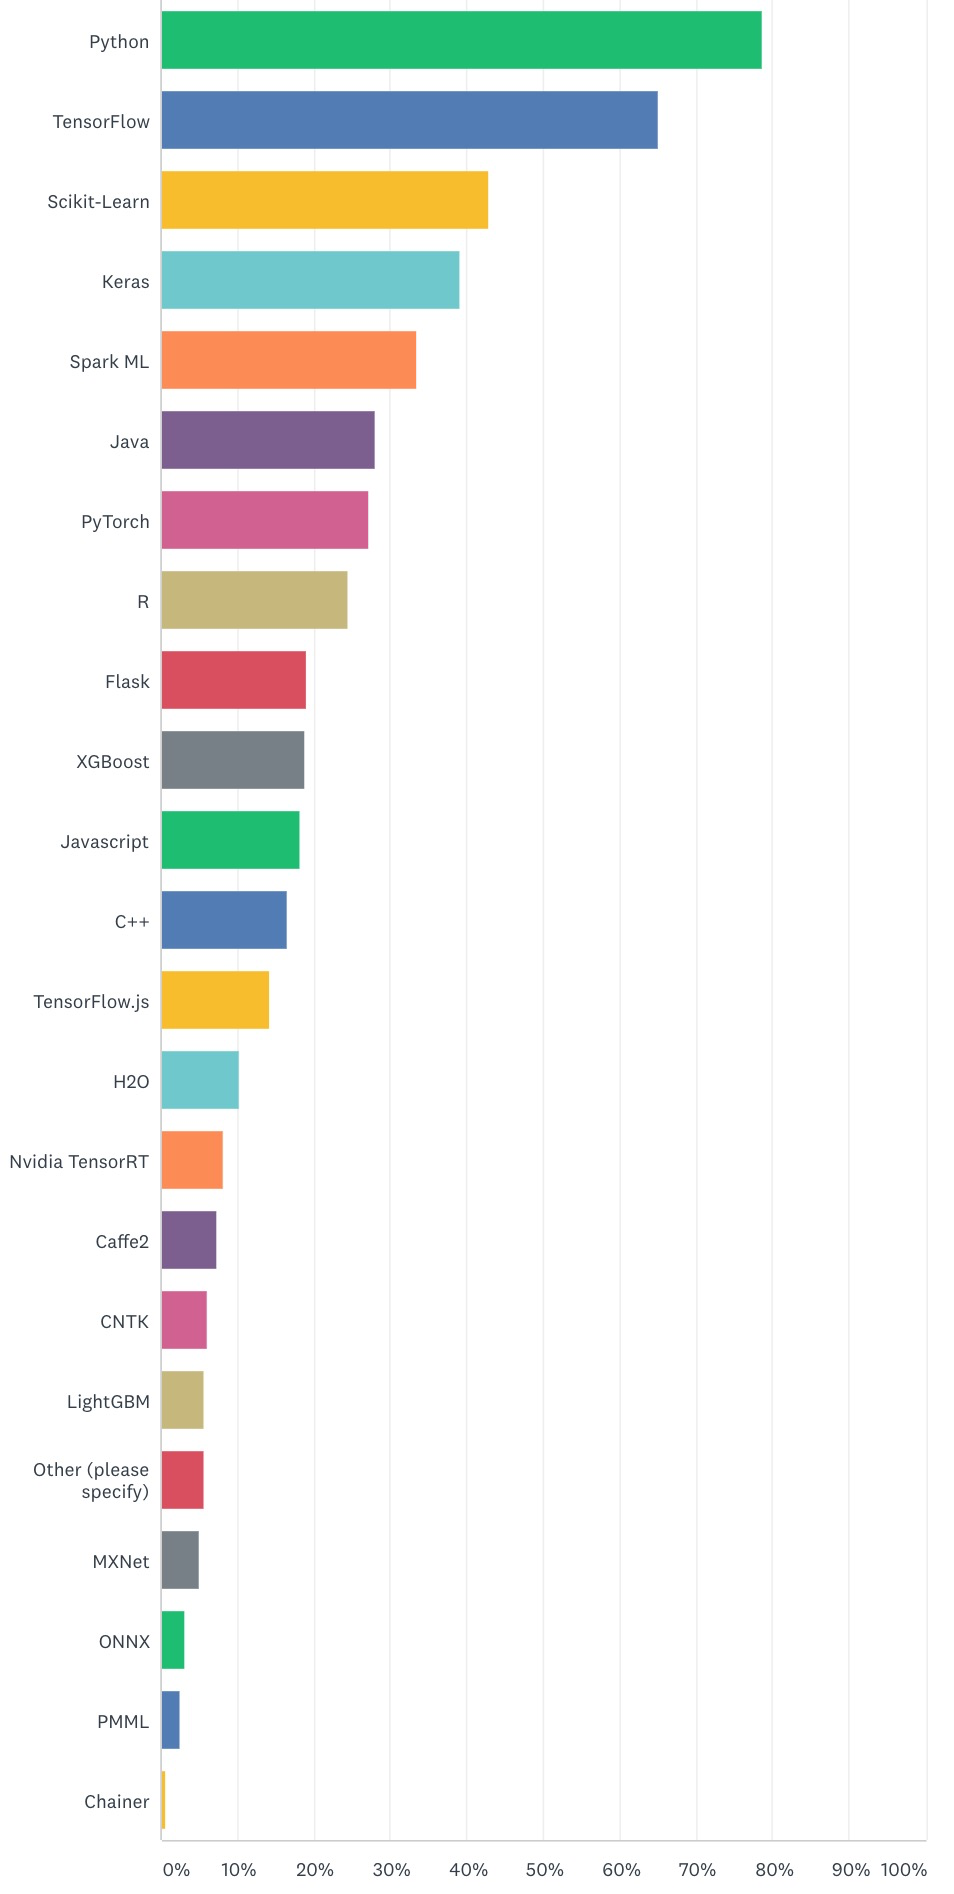 Python
TensorFlow
Scikit-Learn
Keras
Spark ML
Java
PyTorch
R
Flask
XGBoost
Javascript
C++
TensorFlow.js
H2O
Nvidia TensorRT
Caffe2
CNTK
LightGBM
Other (please
specify)
MXNet
ONNX
PMML
Chainer
0% 10% 20% 30% 40% 50% 60% 70% 80% 90% 100%